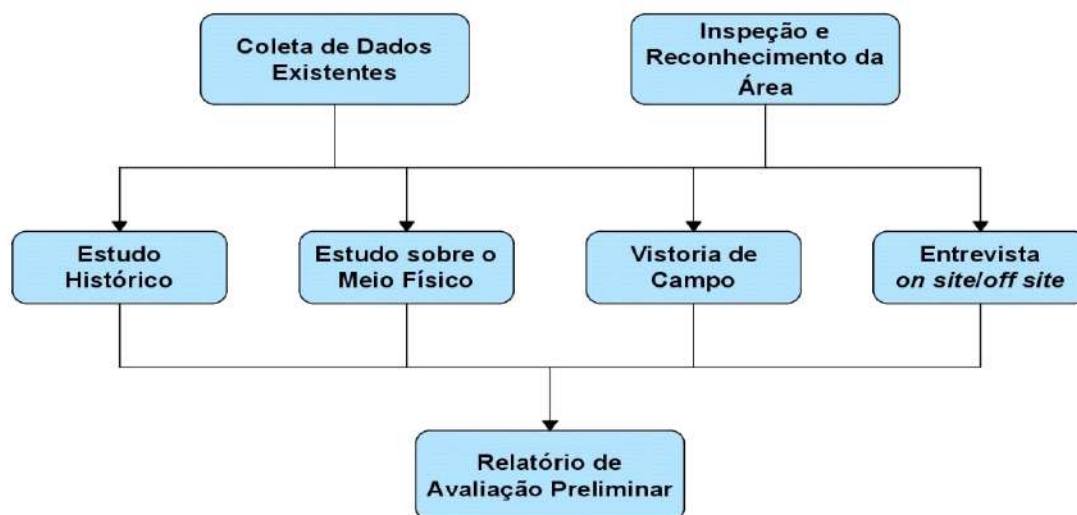 Coleta de Dados
Existentes
Inspeção e
Reconhecimento da
Área
Estudo
Histórico
Estudo sobre o
Meio Físico
Vistoria de
Campo
Entrevista
on site/off site
Relatório de
Avaliação Preliminar